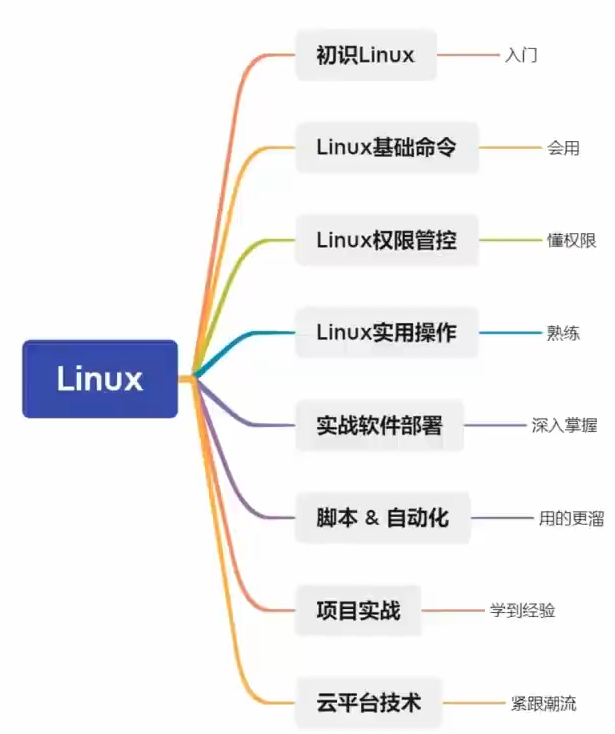 Linux
初识Linux
入门
Linux基础命令
会用
Linux权限管控
懂权限
Linux实用操作
熟练
实战软件部署
深入掌握
脚本 & 自动化
用的更溜
项目实战
学到经验
云平台技术
紧跟潮流